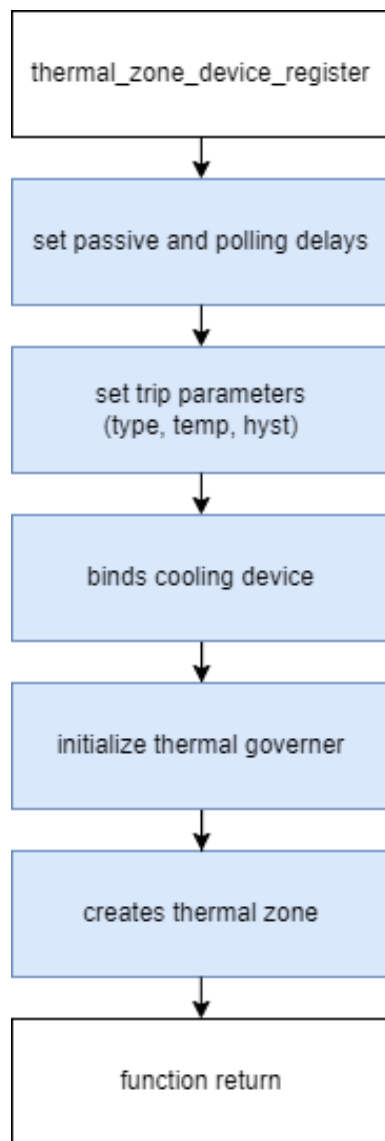 thermal_zone_device_register
set passive and polling delays
set trip parameters
(type, temp, hyst)
binds cooling device
initialize thermal governer
creates thermal zone
function return